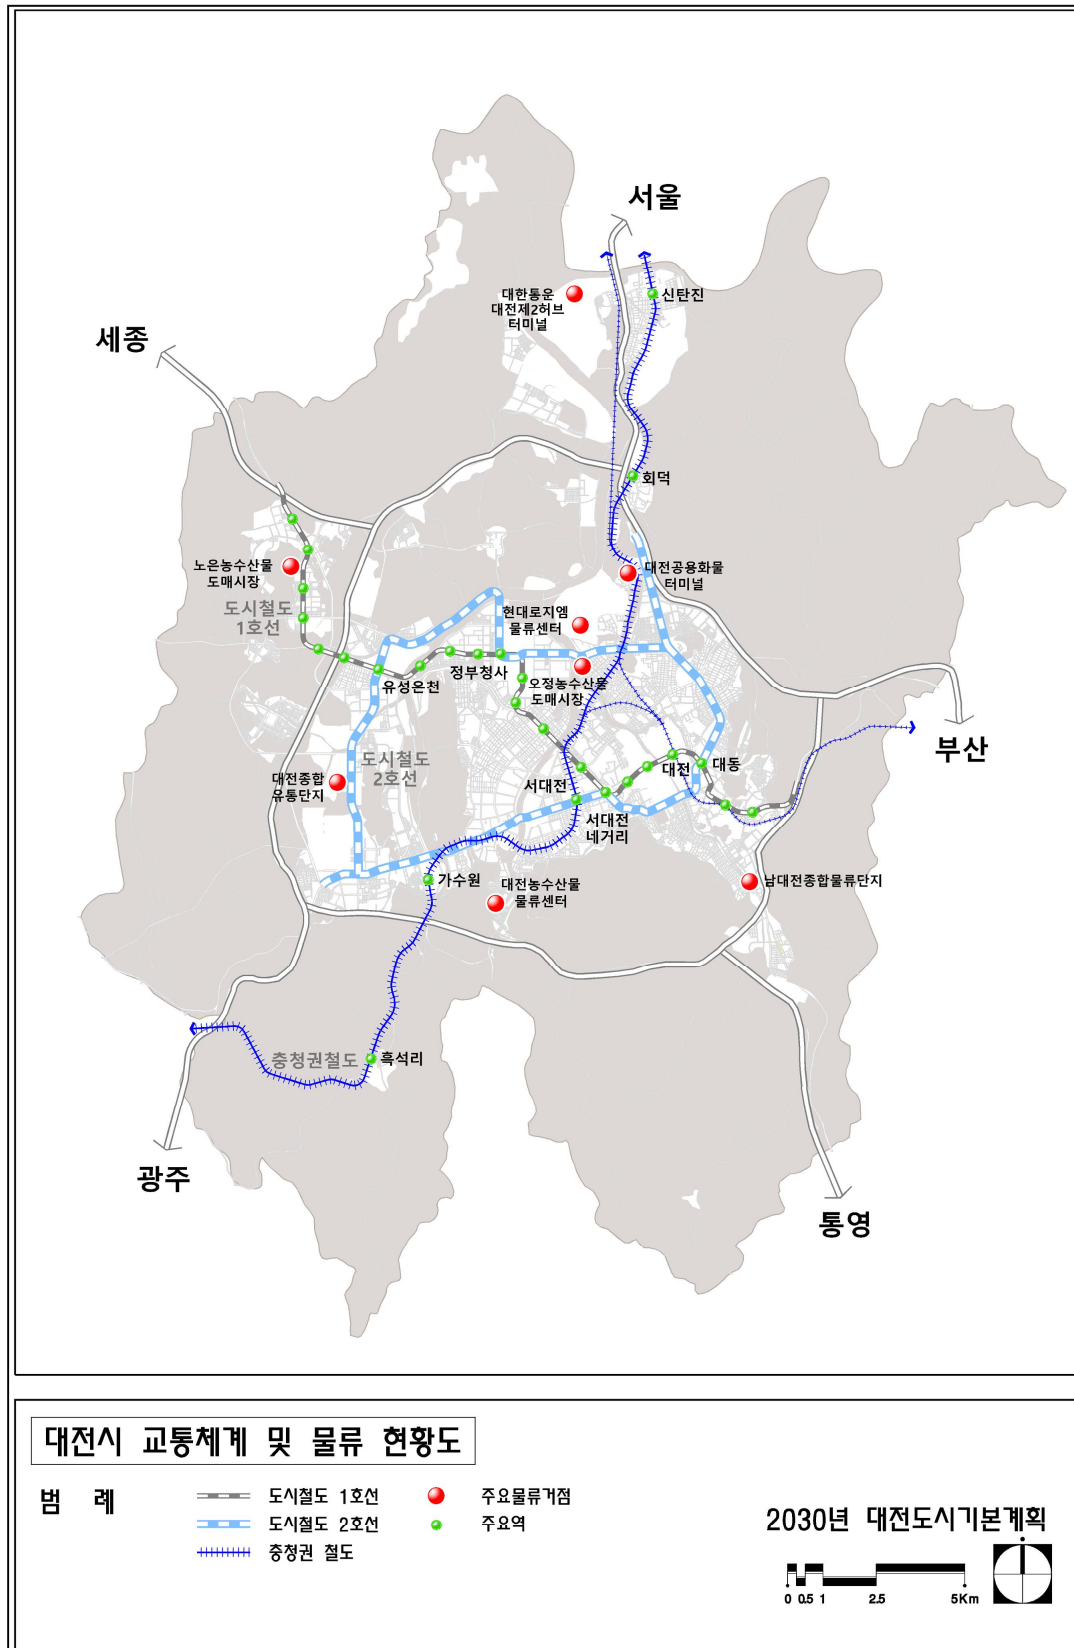 서울
대한통운
대전제2허브
터미널
신탄진
세종
회덕
노은농수산물
도매시장
대전공용화물
터미널
도시철도
1호선
현대로지엠
물류센터
유성온천
정부청사
오정농수산물
도매시장
부산
도시철도
2호선
대전종합
유통단지
서대전
대전
대동
서대전
네거리
가수원
대전농수산물
물류센터
남대전종합물류단지
충청권철도
흑석리
광주
통영
대전시 교통체계 및 물류 현황도
범 례
도시철도 1호선
주요물류거점
도시철도 2호선
주요역
충청권 철도
2030년 대전도시기본계획
0 0.5 1 2.5 5Km